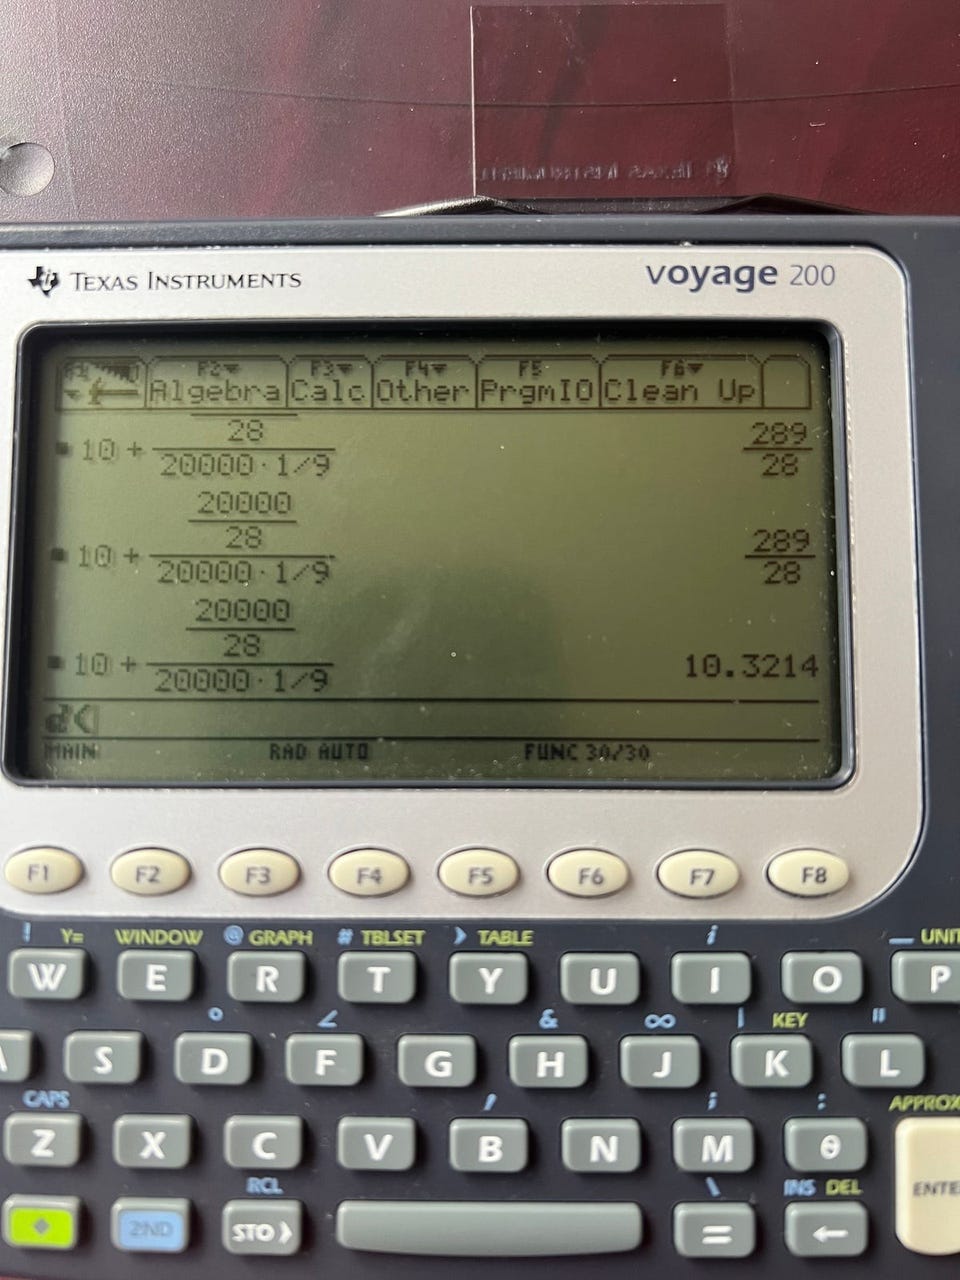 TEXAS INSTRUMENTS voyage 200
F1 F2 F3 F4 F5 F6
Algebra Calc Other PrgmIO Clean Up
28 289
10 + 20000·1/9 28
20000
28 289
10 + 20000·1/9 28
20000
28
10 + 20000·1/9 10.3214
d(
MAIN RAD AUTO FUNC 30/30
F1 F2 F3 F4 F5 F6 F7 F8
! Y= WINDOW @ GRAPH # TBLSET > TABLE i _ UNIT
W E R T Y U I O P
° ∠ & ∞ | KEY "
A S D F G H J K L
CAPS ' ; : APPROX
Z X C V B N M θ
RCL \ INS DEL ENTE
◆ 2ND STO› = ←